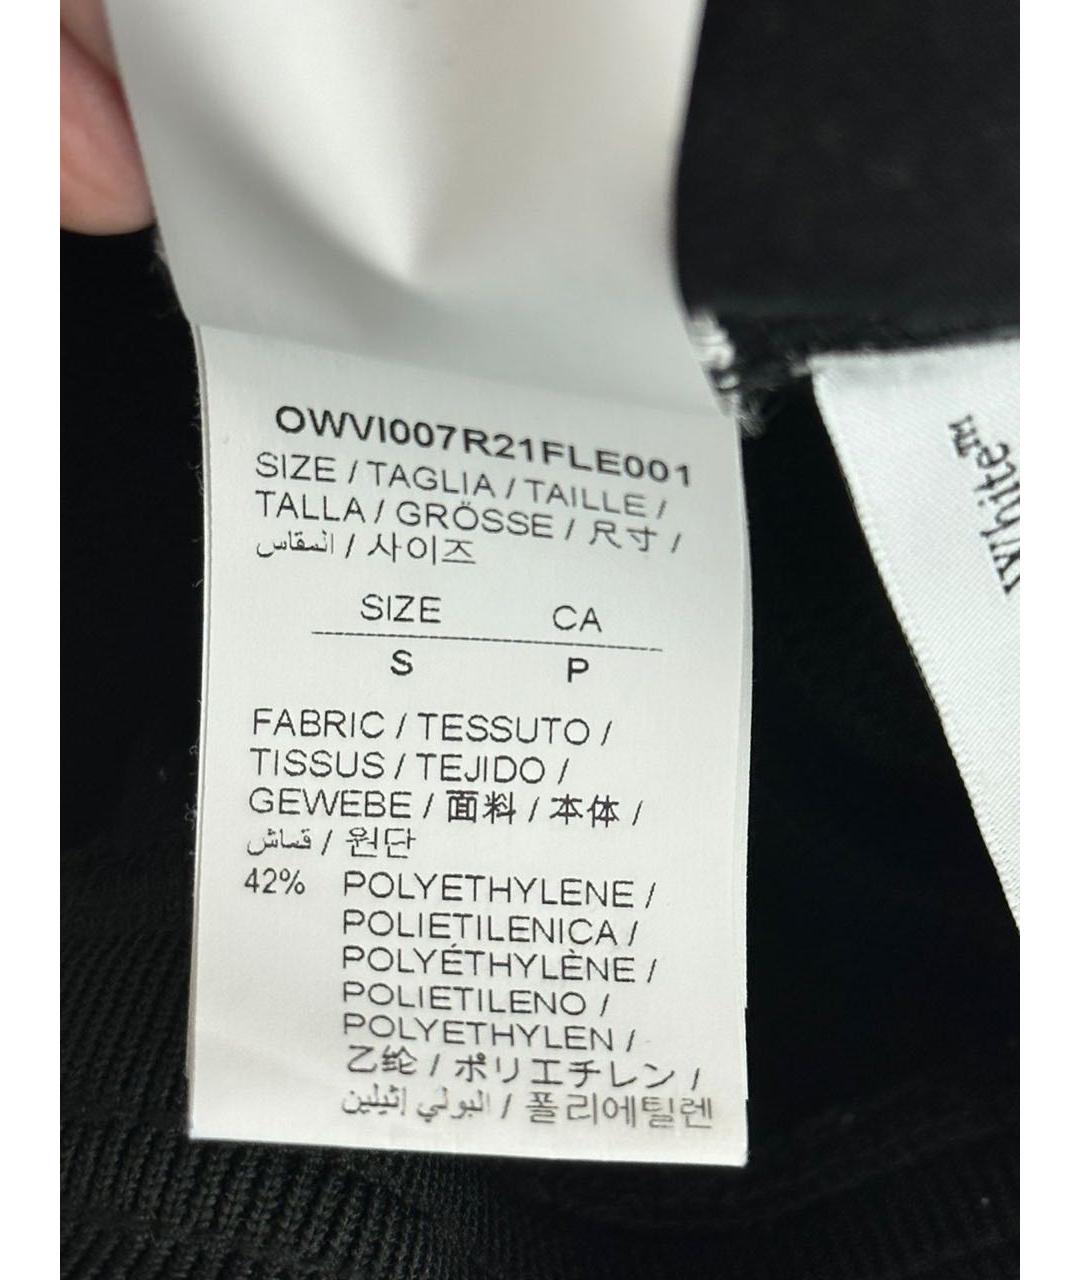 OWVI007R21FLE001
SIZE / TAGLIA / TAILLE /
TALLA / GRÖSSE / 尺寸 /
المقاس / 사이즈
SIZE CA
S P
FABRIC / TESSUTO /
TISSUS / TEJIDO /
GEWEBE / 面料 / 本体 /
قماش / 원단
42% POLYETHYLENE /
POLIETILENICA /
POLYÉTHYLÈNE /
POLIETILENO /
POLYETHYLEN /
乙纶 / ポリエチレン /
البولي إثيلين / 폴리에틸렌
White™